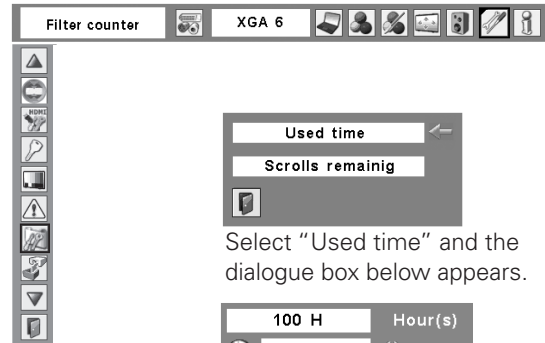 Filter counter XGA 6
HDMI
Used time
Scrolls remainig
Select “Used time” and the
dialogue box below appears.
100 H Hour(s)